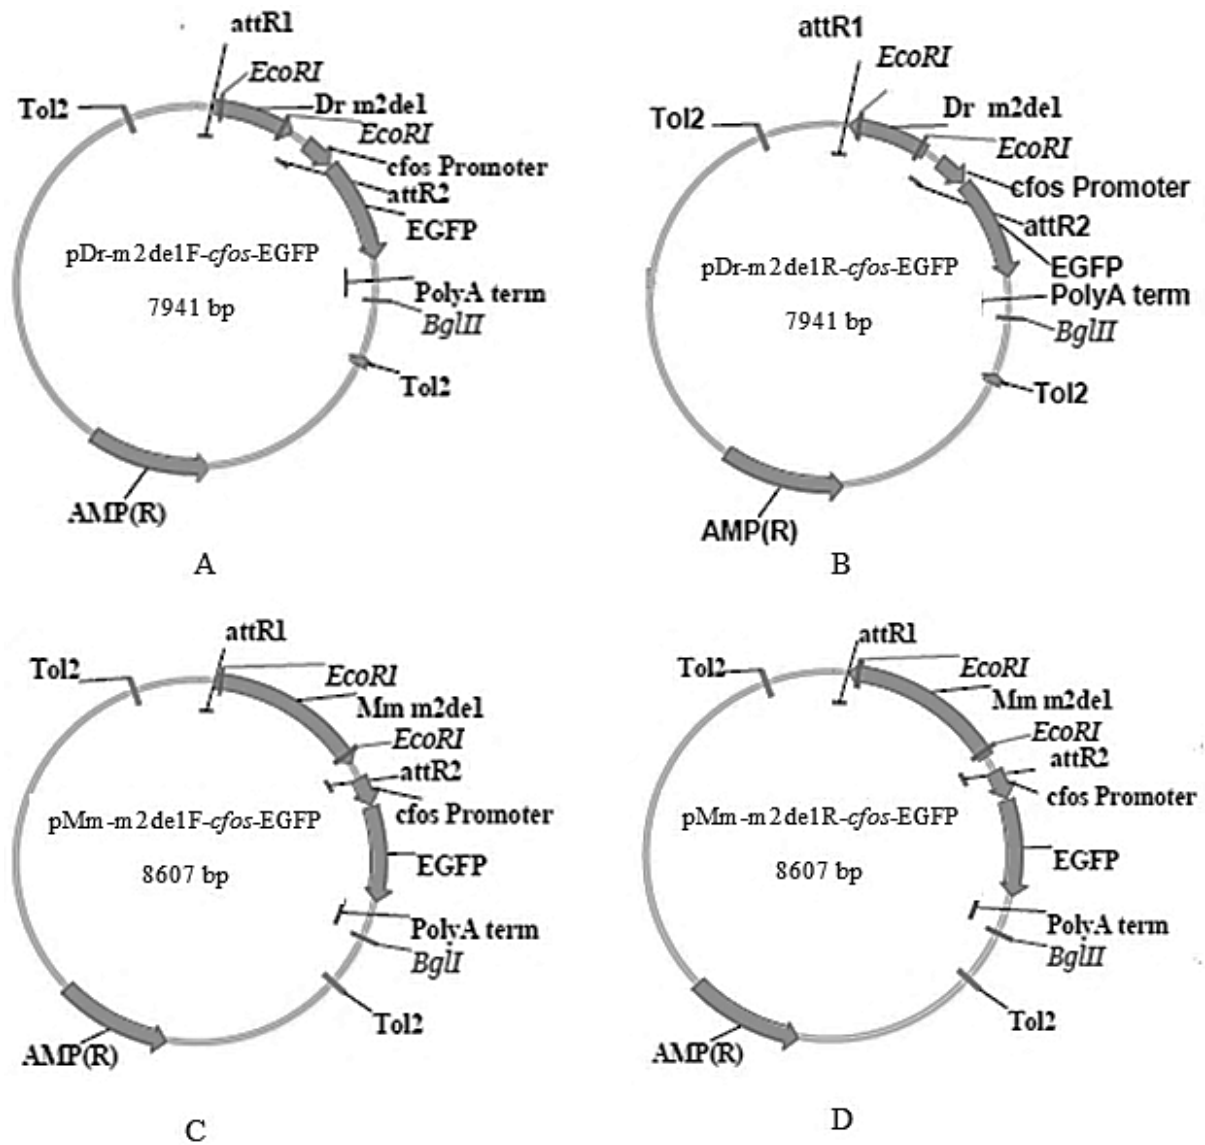 attR1
EcoRI
Dr m2de1
EcoRI
cfos Promoter
attR2
EGFP
PolyA term
BglII
Tol2
AMP(R)
Tol2
pDr-m2de1F-cfos-EGFP
7941 bp
A
attR1
EcoRI
Dr m2de1
EcoRI
cfos Promoter
attR2
EGFP
PolyA term
BglII
Tol2
AMP(R)
Tol2
pDr-m2de1R-cfos-EGFP
7941 bp
B
attR1
EcoRI
Mm m2de1
EcoRI
attR2
cfos Promoter
EGFP
PolyA term
BglI
Tol2
AMP(R)
Tol2
pMm-m2de1F-cfos-EGFP
8607 bp
C
attR1
EcoRI
Mm m2de1
EcoRI
attR2
cfos Promoter
EGFP
PolyA term
BglII
Tol2
AMP(R)
Tol2
pMm-m2de1R-cfos-EGFP
8607 bp
D